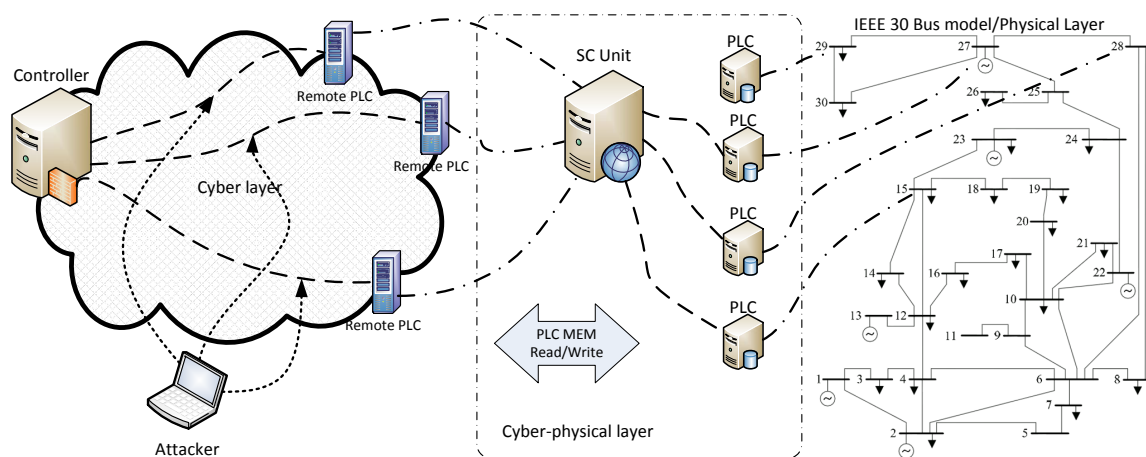 IEEE 30 Bus model/Physical Layer
Controller
Remote PLC
SC Unit
PLC
29
27
28
30
26
25
Remote PLC
PLC
23
24
Cyber layer
15
18
19
20
PLC
17
21
14
16
22
10
Remote PLC
PLC
13
12
11
9
PLC MEM
Read/Write
1
3
4
6
8
7
Attacker
Cyber-physical layer
2
5
~
~
~
~
~
~